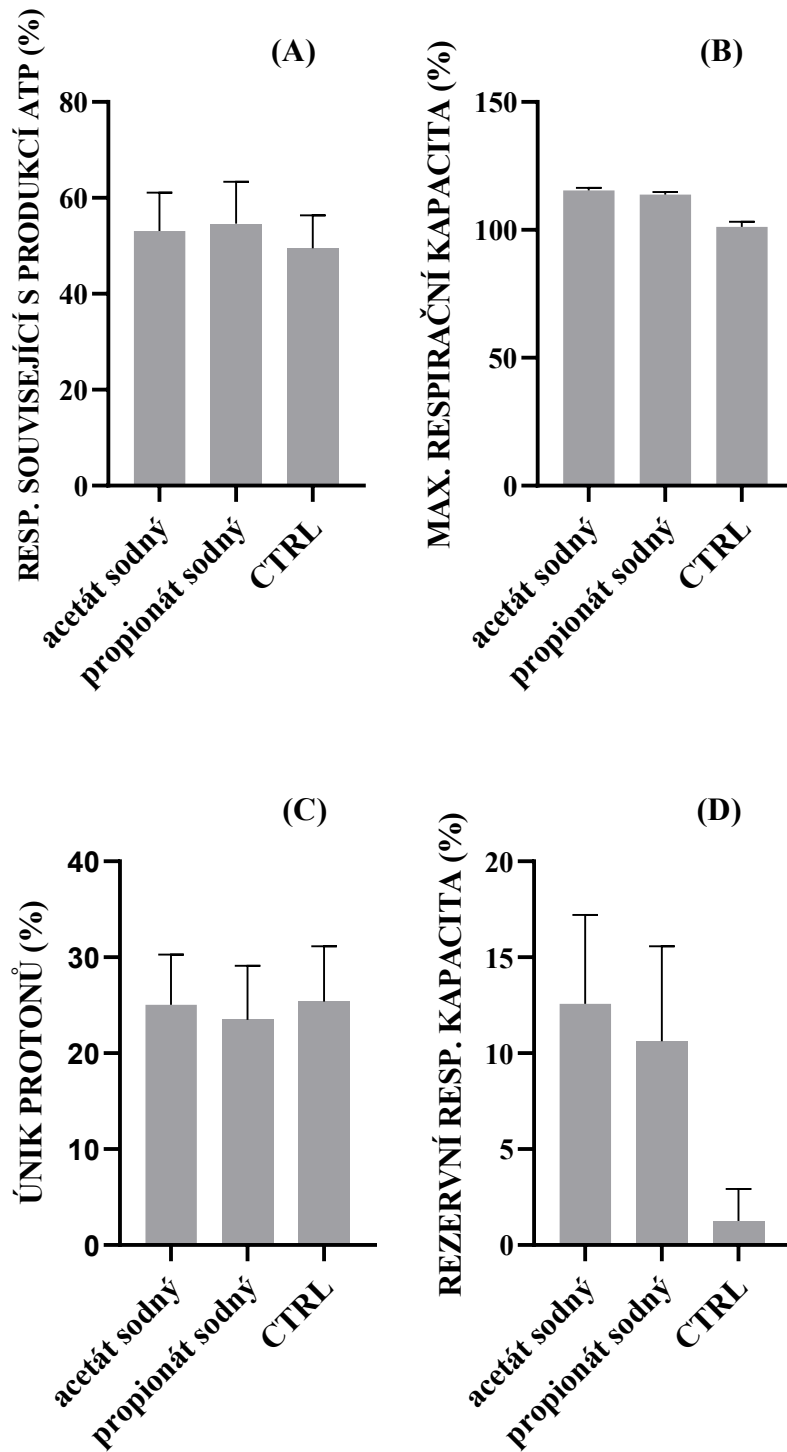 (A)
RESP. SOUVISEJÍCÍ S PRODUKCÍ ATP (%)
80
60
40
20
0
acetát sodný
propionát sodný
CTRL
(B)
MAX. RESPIRAČNÍ KAPACITA (%)
150
100
50
0
acetát sodný
propionát sodný
CTRL
(C)
ÚNIK PROTONŮ (%)
40
30
20
10
0
acetát sodný
propionát sodný
CTRL
(D)
REZERVNÍ RESP. KAPACITA (%)
20
15
10
5
0
acetát sodný
propionát sodný
CTRL